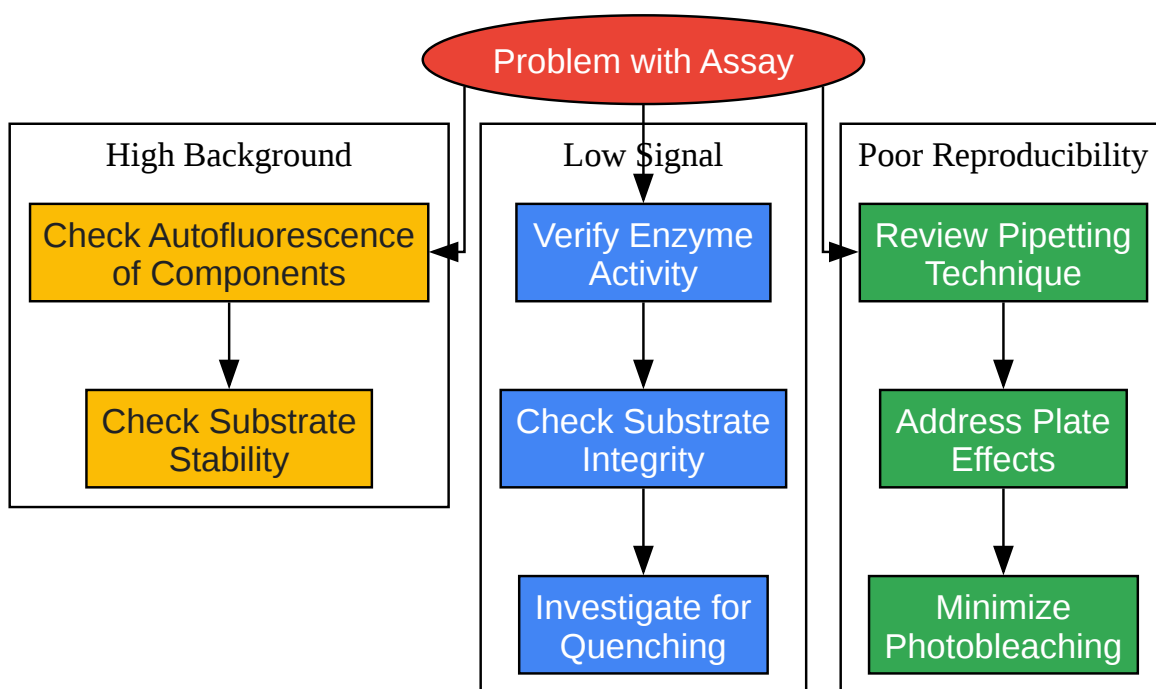 Problem with Assay
High Background
Check Autofluorescence
of Components
Check Substrate
Stability
Low Signal
Verify Enzyme
Activity
Check Substrate
Integrity
Investigate for
Quenching
Poor Reproducibility
Review Pipetting
Technique
Address Plate
Effects
Minimize
Photobleaching